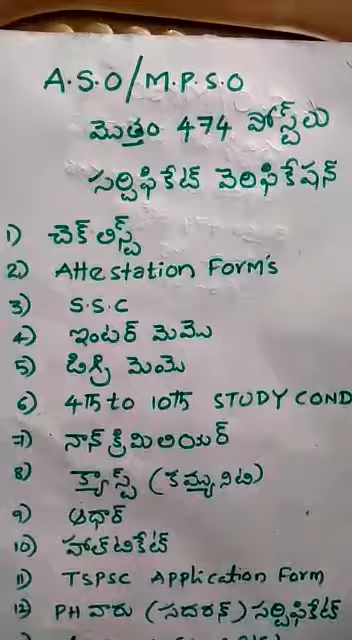 A.S.O/M.P.S.O
మొత్తం 474 పోస్ట్‌లు
సర్టిఫికేట్ వెరిఫికేషన్
1) చెక్ లిస్ట్
2) Attestation Form's
3) S.S.C
4) ఇంటర్ మెమొ
5) డిగ్రి మెమొ
6) 4th to 10th STUDY COND
7) నాన్ క్రిమిలియర్
8) క్యాస్ట్ (కమ్యునిటి)
9) ఆధార్
10) హాల్ టికెట్
11) TSPSC Application Form
12) PH వారు (సదరన్) సర్టిఫికేట్